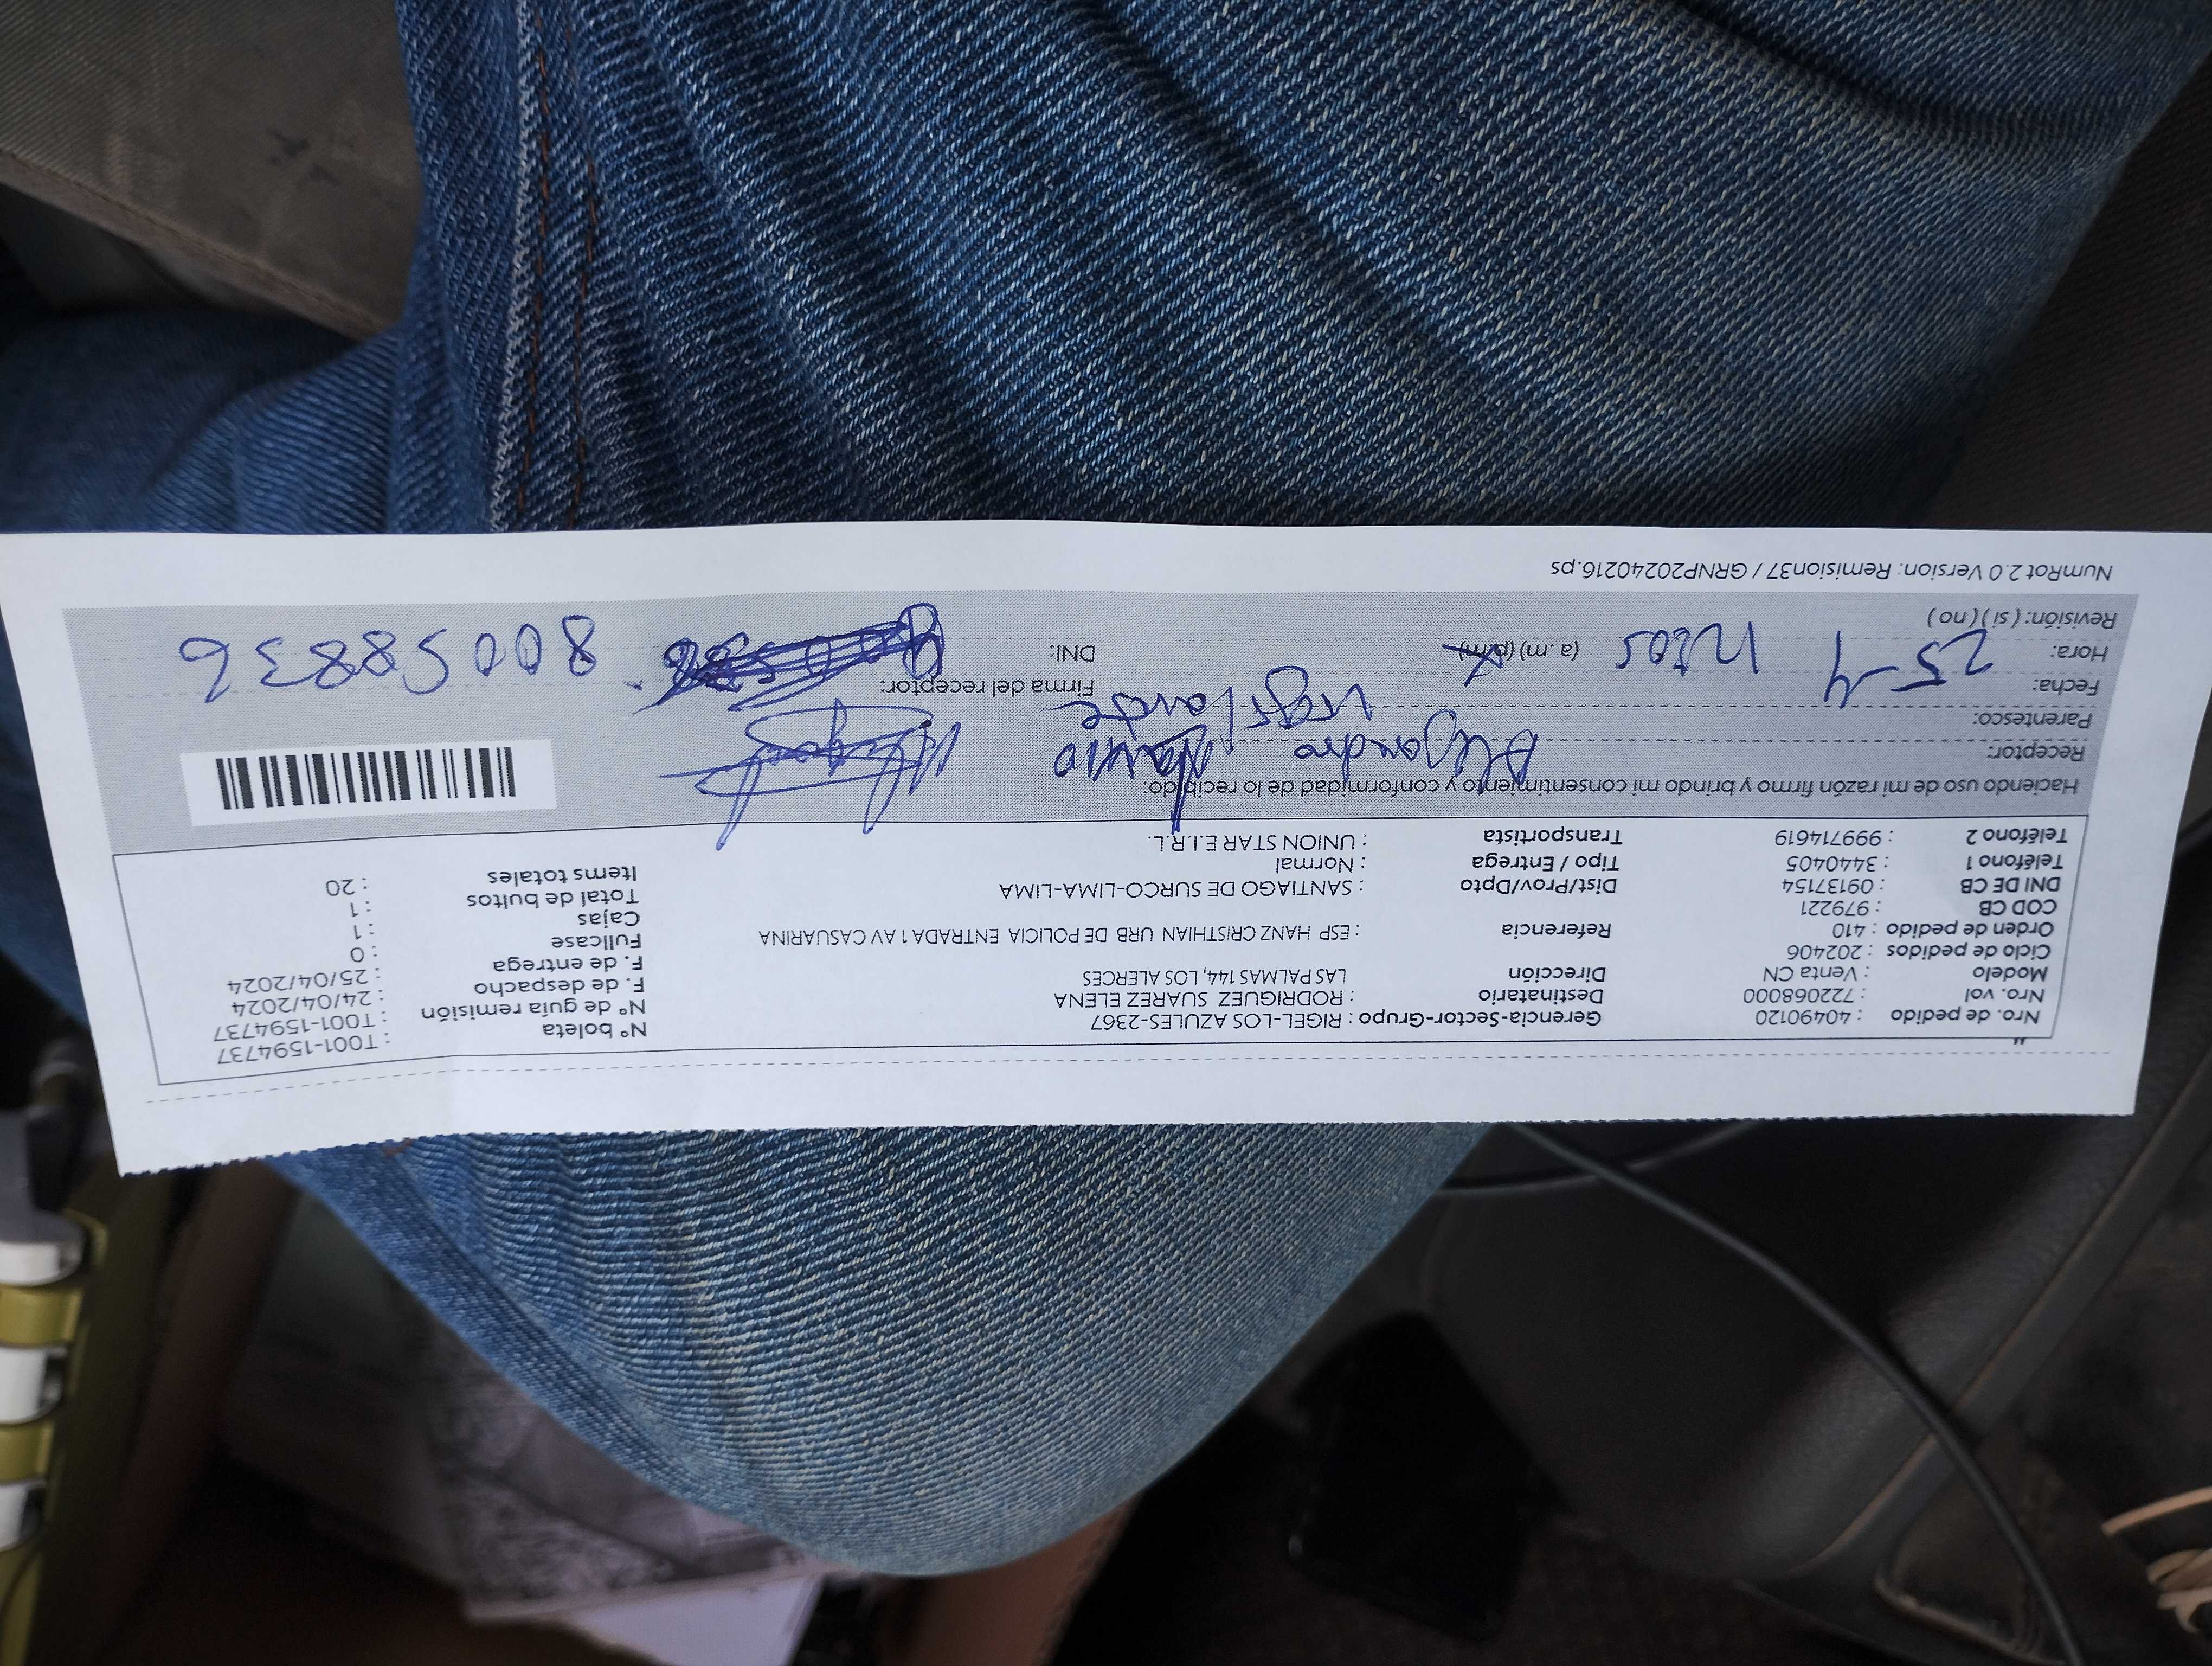 Nro. de pedido : 40490120 Gerencia-Sector-Grupo : RIGEL-LOS AZULES-2367 N° boleta : T001-1594737
Nro. vol : 722068000 Destinatario : RODRIGUEZ SUAREZ ELENA N° de guía remisión : T001-1594737
Modelo : Venta CN Dirección LAS PALMAS 144, LOS ALERCES F. de despacho : 24/04/2024
Ciclo de pedidos : 202406 F. de entrega : 25/04/2024
Orden de pedido : 410 Referencia : ESP HANZ CRISTHIAN URB DE POLICIA ENTRADA 1 AV CASUARINA Fullcase : 0
COD CB : 979221 Cajas : 1
DNI DE CB : 09137154 Dist/Prov/Dpto : SANTIAGO DE SURCO-LIMA-LIMA Total de bultos : 1
Teléfono 1 : 3440405 Tipo / Entrega : Normal Items totales : 20
Teléfono 2 : 999714619 Transportista : UNION STAR E.I.R.L.
Haciendo uso de mi razón firmo y brindo mi consentimiento y conformidad de lo recibido:
Receptor: Alejandro
Parentesco: vigilante
Fecha: 25-4 Firma del receptor:
Hora: (a.m) (p.m) DNI: 80058836
Revisión: ( si ) ( no )
NumRot 2.0 Version: Remision37 / GRNP20240216.ps